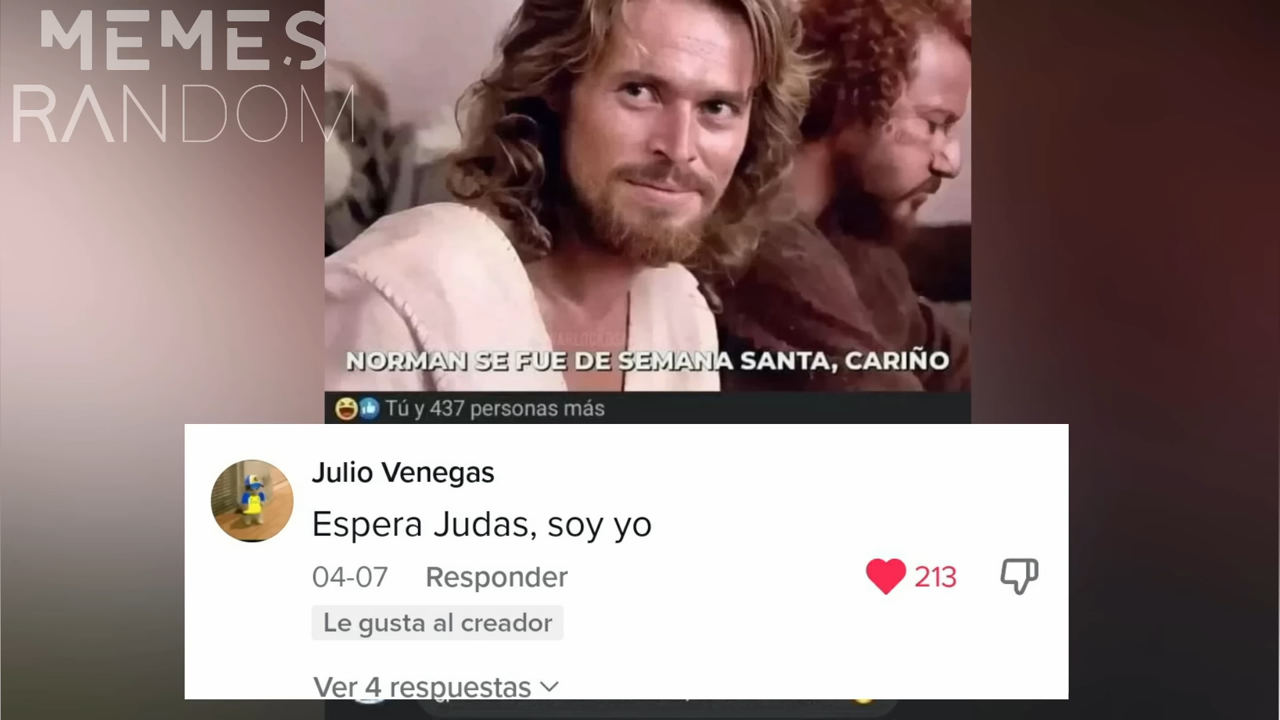 MEMES
RANDOM
NORMAN SE FUE DE SEMANA SANTA, CARIÑO
Tú y 437 personas más
Julio Venegas
Espera Judas, soy yo
04-07 Responder
213
Le gusta al creador
Ver 4 respuestas